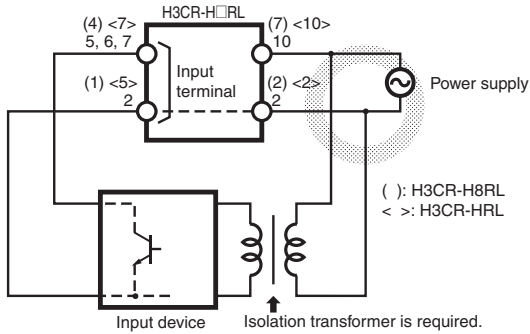 H3CR-H□RL
(4) <7>
(7) <10>
5, 6, 7
10
Input
terminal
(1) <5>
(2) <2>
2
2
Power supply
( ): H3CR-H8RL
< >: H3CR-HRL
Input device
Isolation transformer is required.